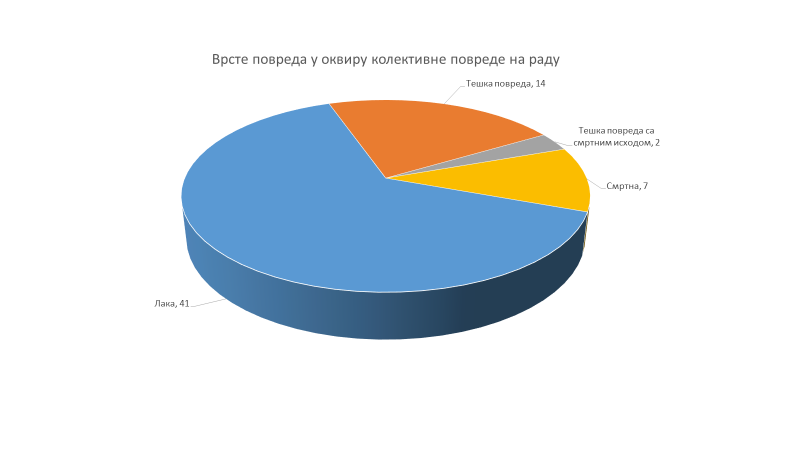 Врсте повреда у оквиру колективне повреде на раду
Тешка повреда, 14
Тешка повреда са
смртним исходом, 2
Смртна, 7
Лака, 41